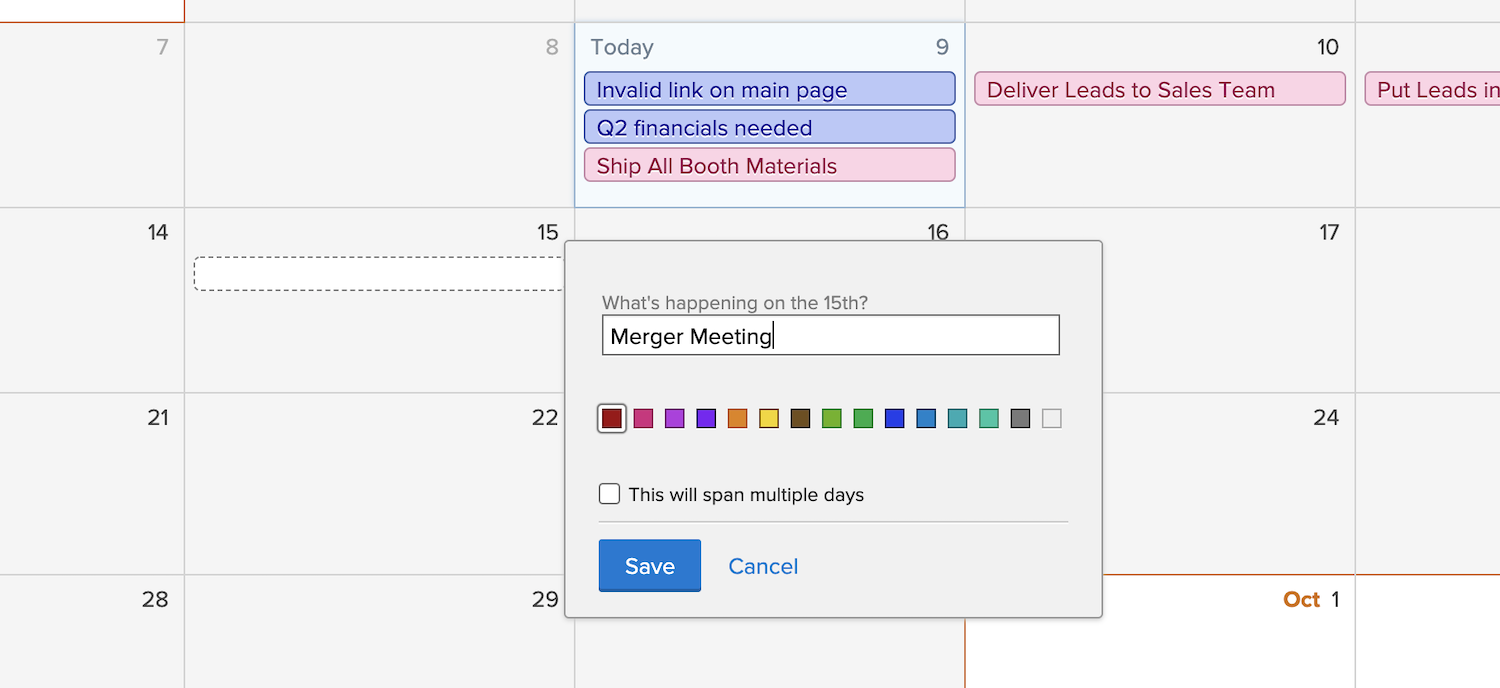 7
8
Today 9
10
Invalid link on main page
Deliver Leads to Sales Team
Put Leads in
Q2 financials needed
Ship All Booth Materials
14
15
16
17
What's happening on the 15th?
Merger Meeting
21
22
24
This will span multiple days
Save
Cancel
28
29
Oct 1